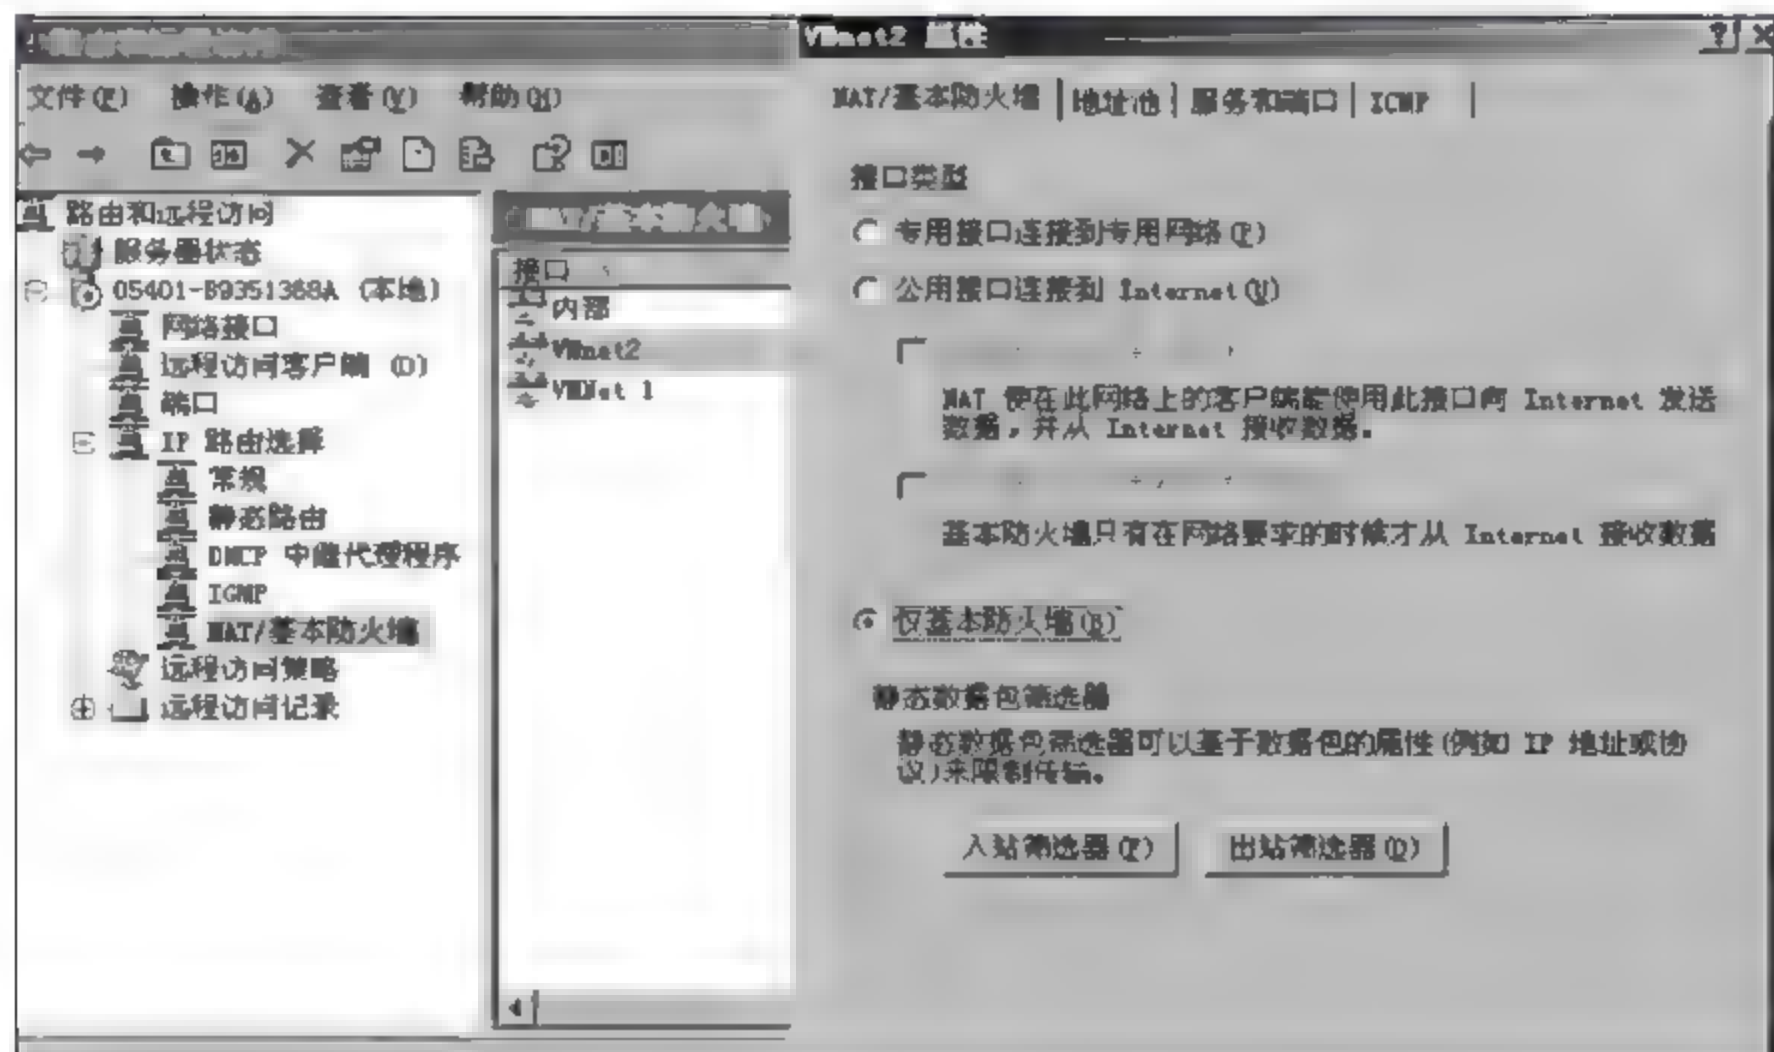 VMnet2 属性
文件(F) 操作(A) 查看(V) 帮助(H)
路由和远程访问
服务器状态
05401-B9351368A (本地)
网络接口
远程访问客户端 (0)
端口
IP 路由选择
常规
静态路由
DHCP 中继代理程序
IGMP
NAT/基本防火墙
远程访问策略
远程访问记录
NAT/基本防火墙
接口
内部
VMnet2
VMNet 1
NAT/基本防火墙 地址池 服务和端口 ICMP
接口类型
专用接口连接到专用网络(P)
公用接口连接到 Internet(U)
NAT 使在此网络上的客户端能使用此接口向 Internet 发送
数据，并从 Internet 接收数据。
基本防火墙只有在网络要求的时候才从 Internet 接收数据
仅基本防火墙(B)
静态数据包筛选器
静态数据包筛选器可以基于数据包的属性(例如 IP 地址或协
议)来限制传输。
入站筛选器(F) 出站筛选器(O)